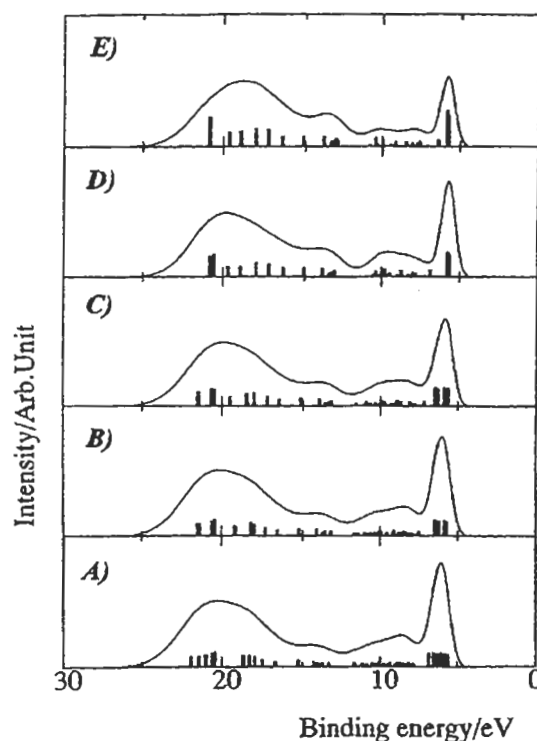 E)
D)
C)
B)
A)
Intensity/Arb.Unit
30 20 10 0
Binding energy/eV